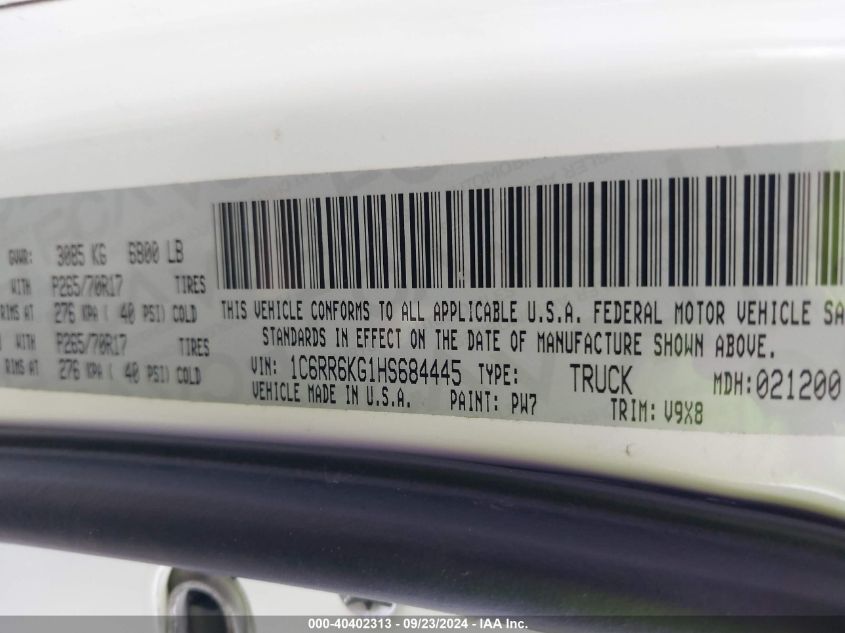 GVWR: 3085 KG 6800 LB
WITH P265/70R17 TIRES
RIMS AT 276 KPA ( 40 PSI) COLD
WITH P265/70R17 TIRES
RIMS AT 276 KPA ( 40 PSI) COLD
THIS VEHICLE CONFORMS TO ALL APPLICABLE U.S.A. FEDERAL MOTOR VEHICLE SA
STANDARDS IN EFFECT ON THE DATE OF MANUFACTURE SHOWN ABOVE.
VIN: 1C6RR6KG1HS684445 TYPE: TRUCK MDH:021200
VEHICLE MADE IN U.S.A. PAINT: PW7 TRIM: V9X8
000-40402313 - 09/23/2024 - IAA Inc.